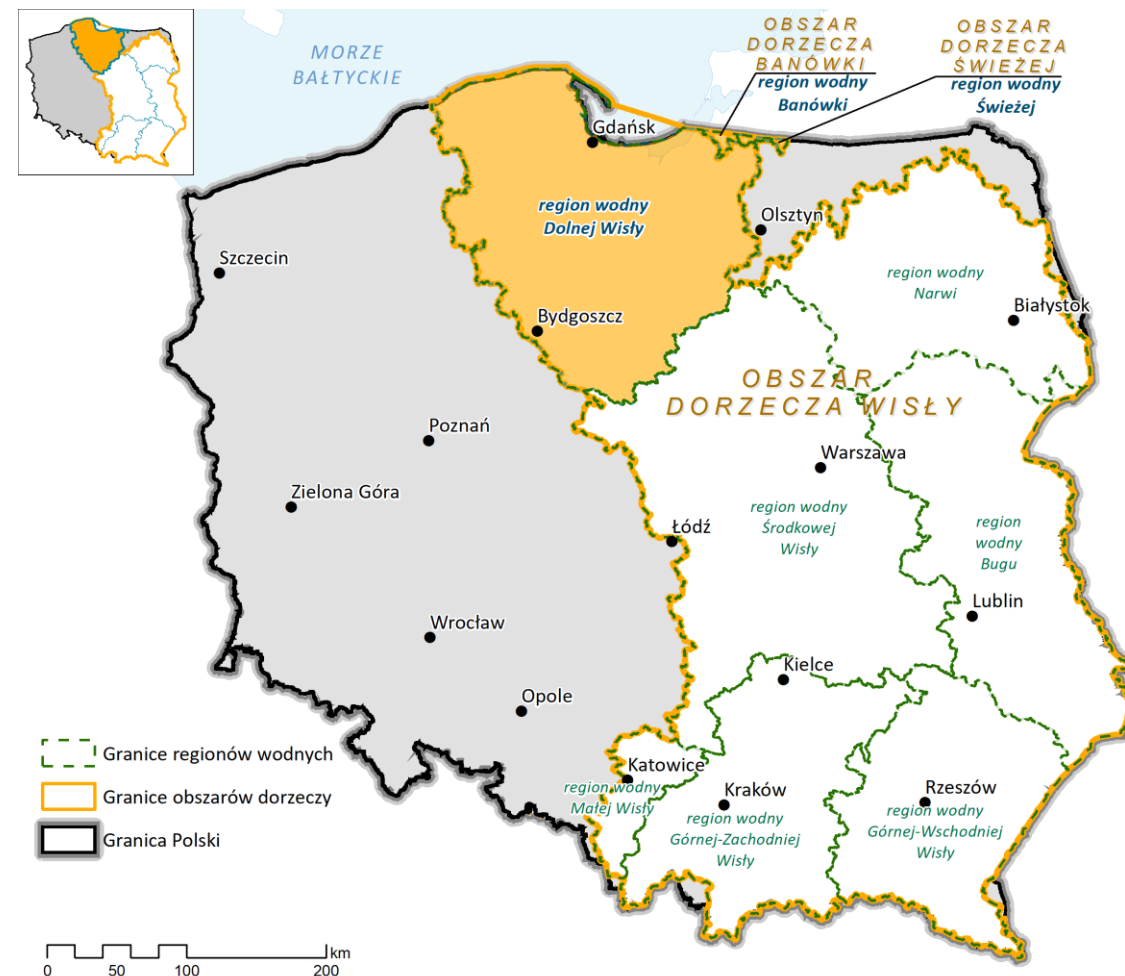 MORZE
BAŁTYCKIE
OBSZAR
DORZECZA
BANÓWKI
region wodny
Banówki
OBSZAR
DORZECZA
ŚWIEŻEJ
region wodny
Świeżej
Gdańsk
region wodny
Dolnej Wisły
Olsztyn
Szczecin
region wodny
Narwi
Białystok
Bydgoszcz
OBSZAR
DORZECZA WISŁY
Poznań
Warszawa
Zielona Góra
region wodny
Środkowej
Wisły
Łódź
region
wodny
Bugu
Lublin
Wrocław
Kielce
Opole
Katowice
region wodny
Małej Wisły
Kraków
region wodny
Górnej-Zachodniej
Wisły
Rzeszów
region wodny
Górnej-Wschodniej
Wisły
Granice regionów wodnych
Granice obszarów dorzeczy
Granica Polski
km
0 50 100 200